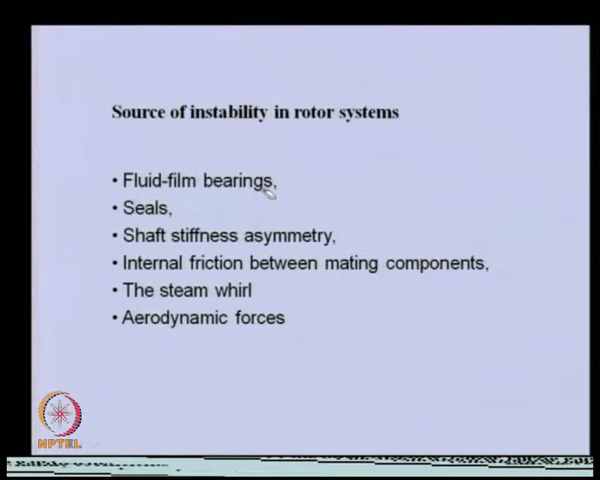 Source of instability in rotor systems
• Fluid-film bearings,
• Seals,
• Shaft stiffness asymmetry,
• Internal friction between mating components,
• The steam whirl
• Aerodynamic forces
NPTEL